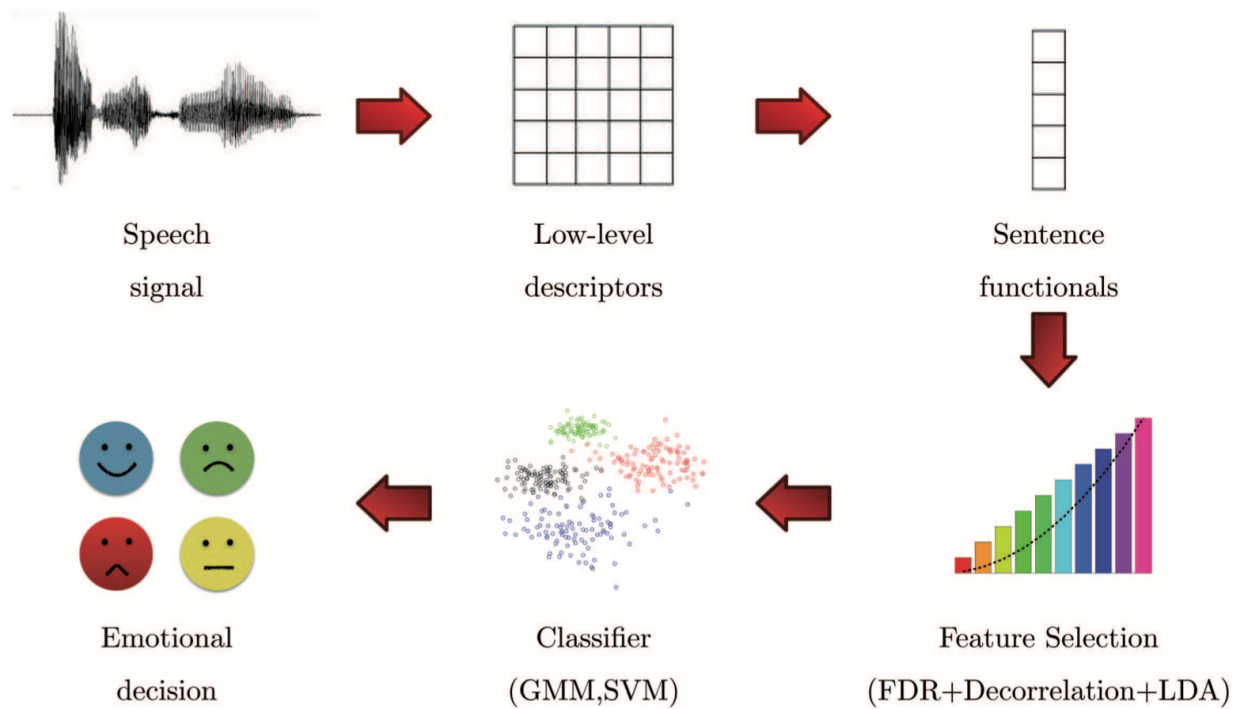 Speech
signal
Low-level
descriptors
Sentence
functionals
Emotional
decision
Classifier
(GMM,SVM)
Feature Selection
(FDR+Decorrelation+LDA)